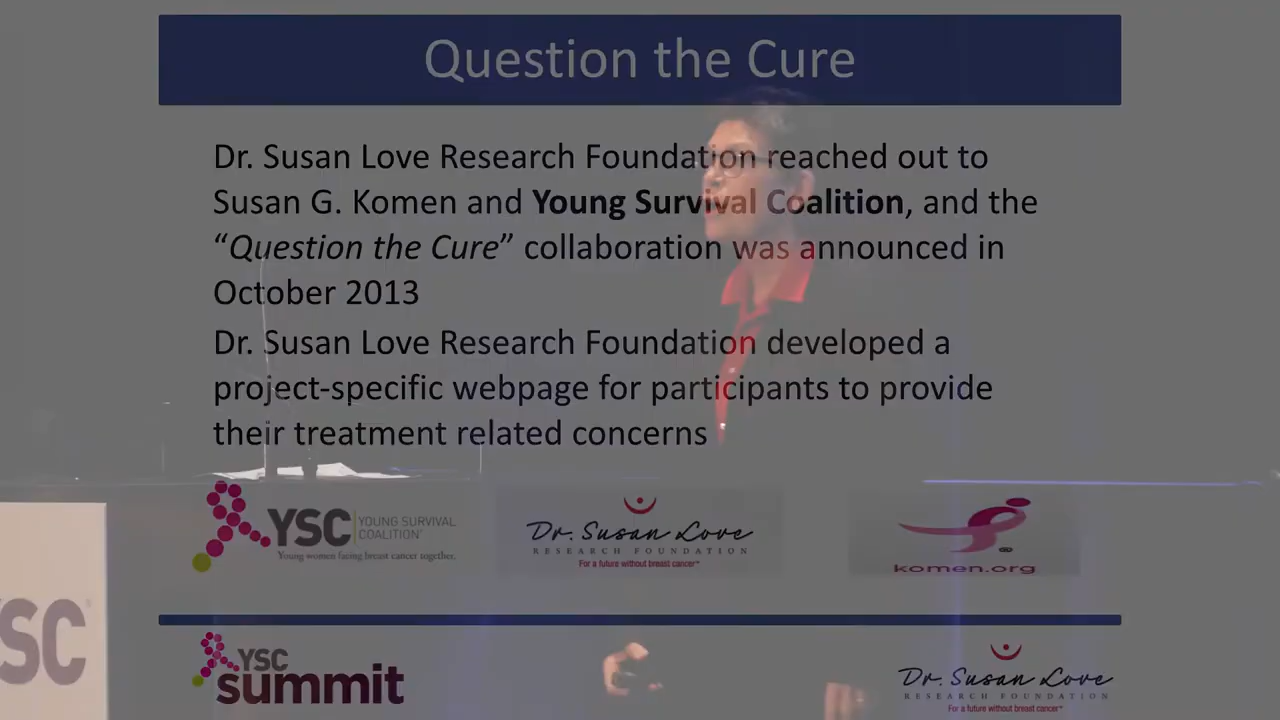 Question the Cure
Dr. Susan Love Research Foundation reached out to
Susan G. Komen and Young Survival Coalition, and the
“Question the Cure” collaboration was announced in
October 2013
Dr. Susan Love Research Foundation developed a
project-specific webpage for participants to provide
their treatment related concerns
YSC YOUNG SURVIVAL
COALITION
Young women facing breast cancer together.
Dr. Susan Love
RESEARCH FOUNDATION
For a future without breast cancer™
komen.org
SC®
YSC
summit
Dr. Susan Love
RESEARCH FOUNDATION
For a future without breast cancer™